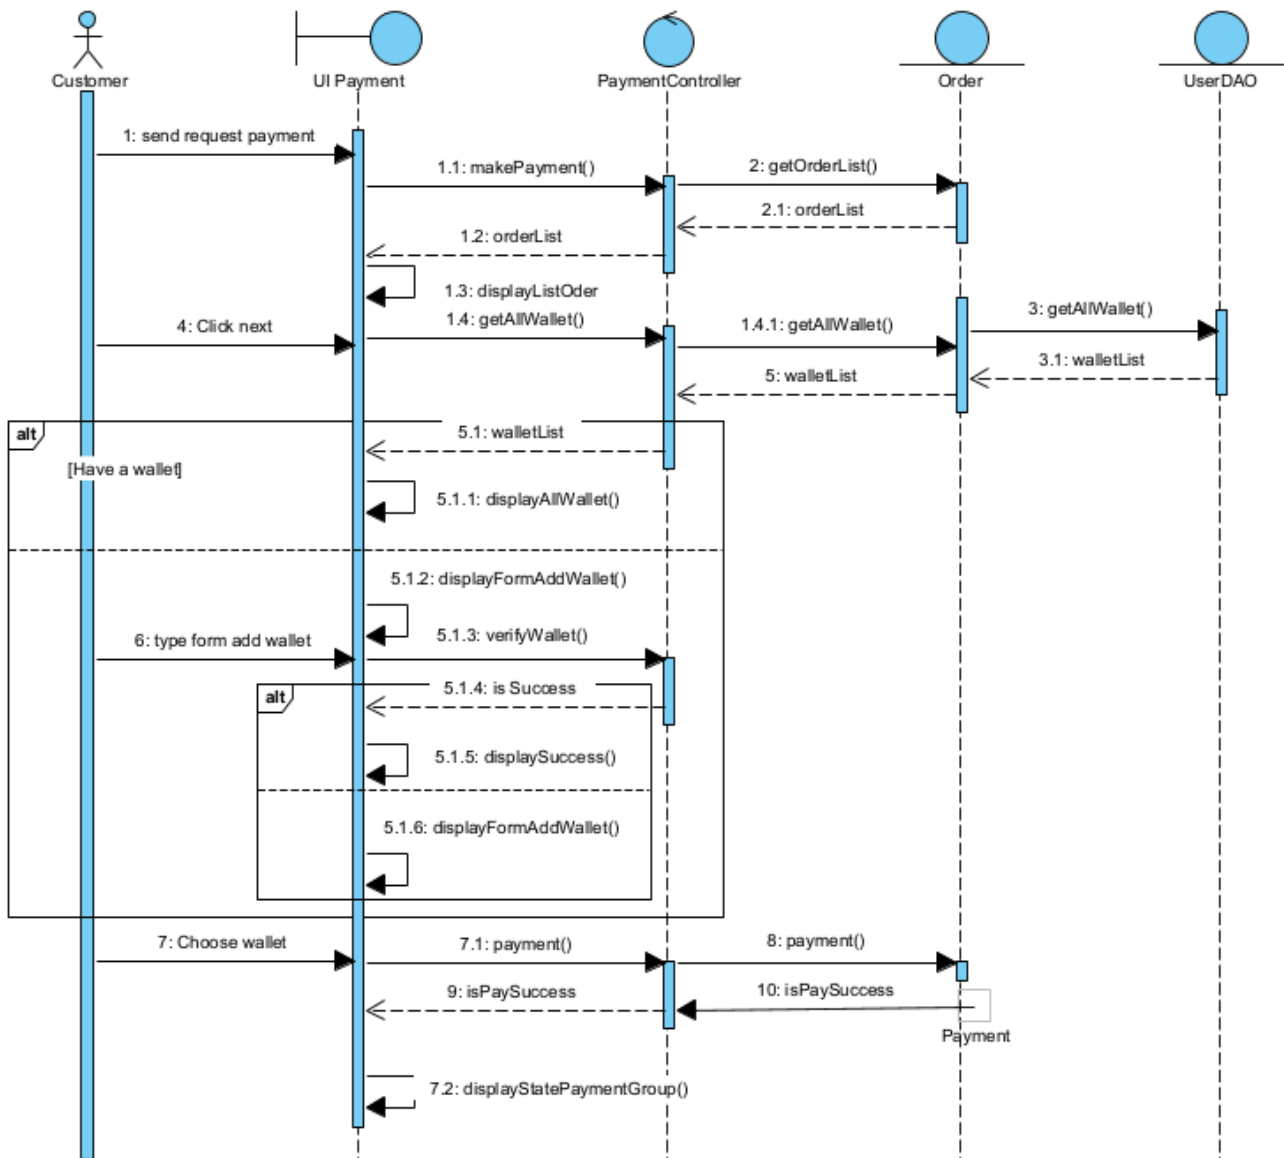 Customer
UI Payment
PaymentController
Order
UserDAO
1: send request payment
1.1: makePayment()
2: getOrderList()
2.1: orderList
1.2: orderList
1.3: displayListOder
4: Click next
1.4: getAllWallet()
1.4.1: getAllWallet()
3: getAllWallet()
3.1: walletList
5: walletList
alt
5.1: walletList
[Have a wallet]
5.1.1: displayAllWallet()
5.1.2: displayFormAddWallet()
6: type form add wallet
5.1.3: verifyWallet()
alt
5.1.4: is Success
5.1.5: displaySuccess()
5.1.6: displayFormAddWallet()
7: Choose wallet
7.1: payment()
8: payment()
9: isPaySuccess
10: isPaySuccess
Payment
7.2: displayStatePaymentGroup()